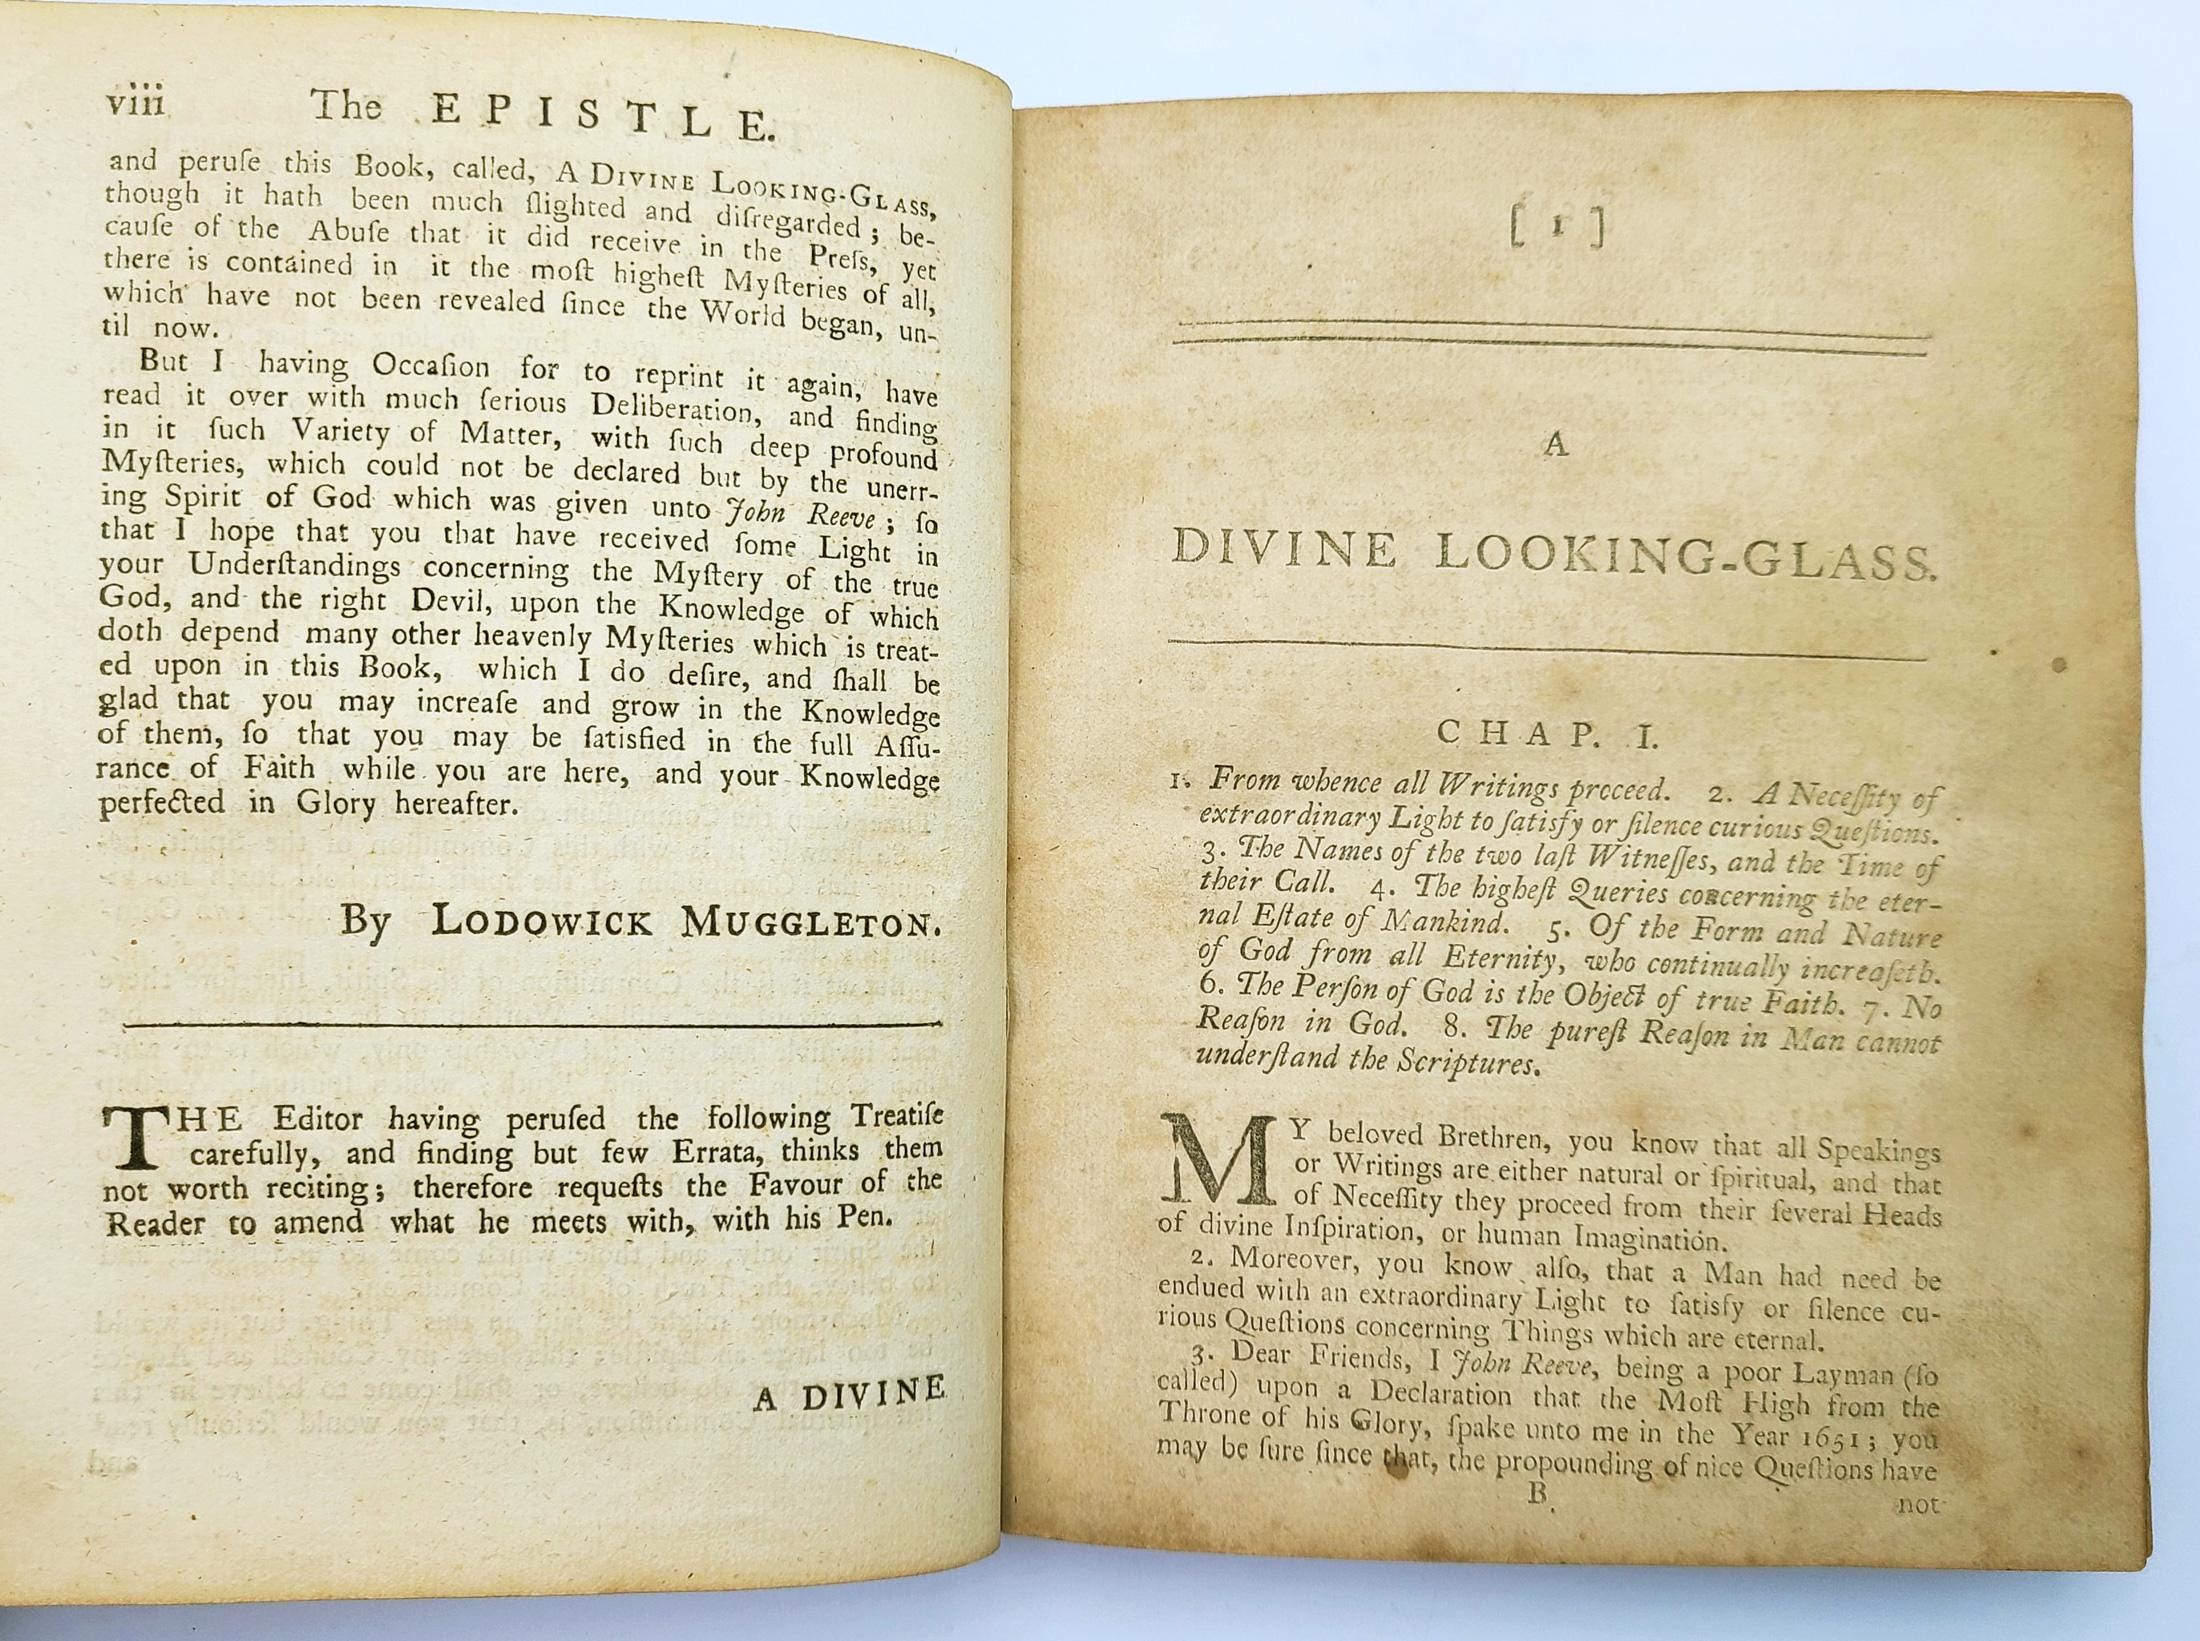 viii The EPISTLE.
and peruſe this Book, called, A DIVINE LOOKING-GLASS,
though it hath been much ſlighted and diſregarded; be-
cauſe of the Abuſe that it did receive in the Preſs, yet
there is contained in it the moſt higheſt Myſteries of all,
which have not been revealed ſince the World began, un-
til now.
But I having Occaſion for to reprint it again, have
read it over with much ſerious Deliberation, and finding
in it ſuch Variety of Matter, with ſuch deep profound
Myſteries, which could not be declared but by the unerr-
ing Spirit of God which was given unto John Reeve; ſo
that I hope that you that have received ſome Light in
your Underſtandings concerning the Myſtery of the true
God, and the right Devil, upon the Knowledge of which
doth depend many other heavenly Myſteries which is treat-
ed upon in this Book, which I do deſire, and ſhall be
glad that you may increaſe and grow in the Knowledge
of them, ſo that you may be ſatisfied in the full Aſſu-
rance of Faith while you are here, and your Knowledge
perfected in Glory hereafter.
By LODOWICK MUGGLETON.
THE Editor having peruſed the following Treatiſe
carefully, and finding but few Errata, thinks them
not worth reciting; therefore requeſts the Favour of the
Reader to amend what he meets with, with his Pen.
A DIVINE
[ 1 ]
A
DIVINE LOOKING-GLASS.
CHAP. I.
1. From whence all Writings proceed. 2. A Neceſſity of
extraordinary Light to ſatisfy or ſilence curious Queſtions.
3. The Names of the two laſt Witneſſes, and the Time of
their Call. 4. The higheſt Queries concerning the eter-
nal Eſtate of Mankind. 5. Of the Form and Nature
of God from all Eternity, who continually increaſeth.
6. The Perſon of God is the Object of true Faith. 7. No
Reaſon in God. 8. The pureſt Reaſon in Man cannot
underſtand the Scriptures.
MY beloved Brethren, you know that all Speakings
or Writings are either natural or ſpiritual, and that
of Neceſſity they proceed from their ſeveral Heads
of divine Inſpiration, or human Imagination.
2. Moreover, you know alſo, that a Man had need be
endued with an extraordinary Light to ſatisfy or ſilence cu-
rious Queſtions concerning Things which are eternal.
3. Dear Friends, I John Reeve, being a poor Layman (ſo
called) upon a Declaration that the Moſt High from the
Throne of his Glory, ſpake unto me in the Year 1651; you
may be ſure ſince that, the propounding of nice Queſtions have
B
not